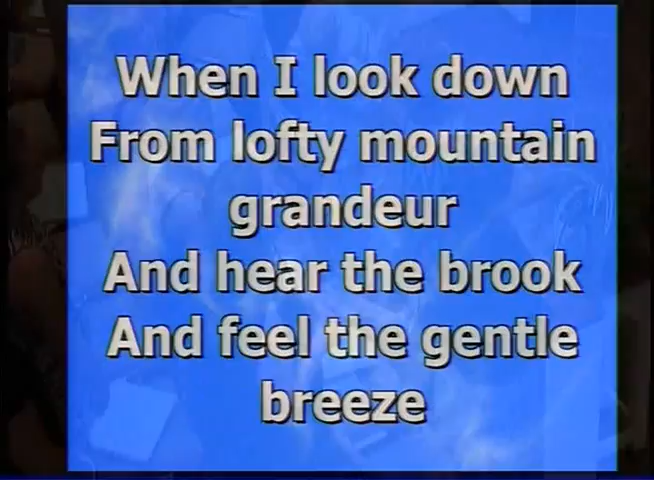 When I look down
From lofty mountain
grandeur
And hear the brook
And feel the gentle
breeze